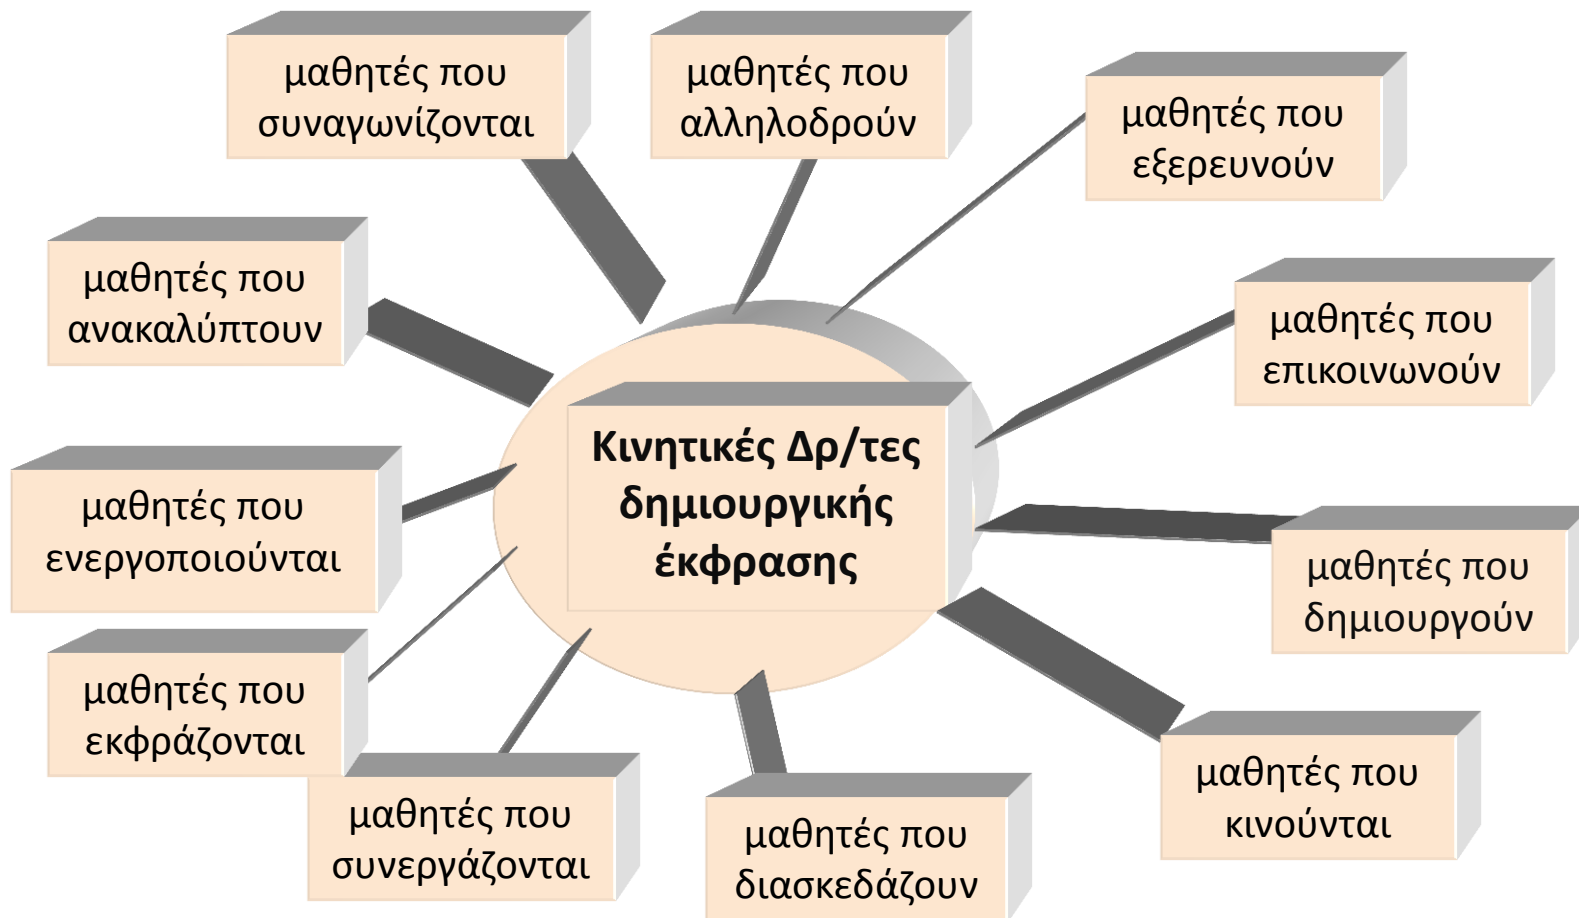 μαθητές που
συναγωνίζονται
μαθητές που
αλληλοδρούν
μαθητές που
εξερευνούν
μαθητές που
ανακαλύπτουν
μαθητές που
επικοινωνούν
Κινητικές Δρ/τες
δημιουργικής
έκφρασης
μαθητές που
ενεργοποιούνται
μαθητές που
δημιουργούν
μαθητές που
εκφράζονται
μαθητές που
κινούνται
μαθητές που
συνεργάζονται
μαθητές που
διασκεδάζουν